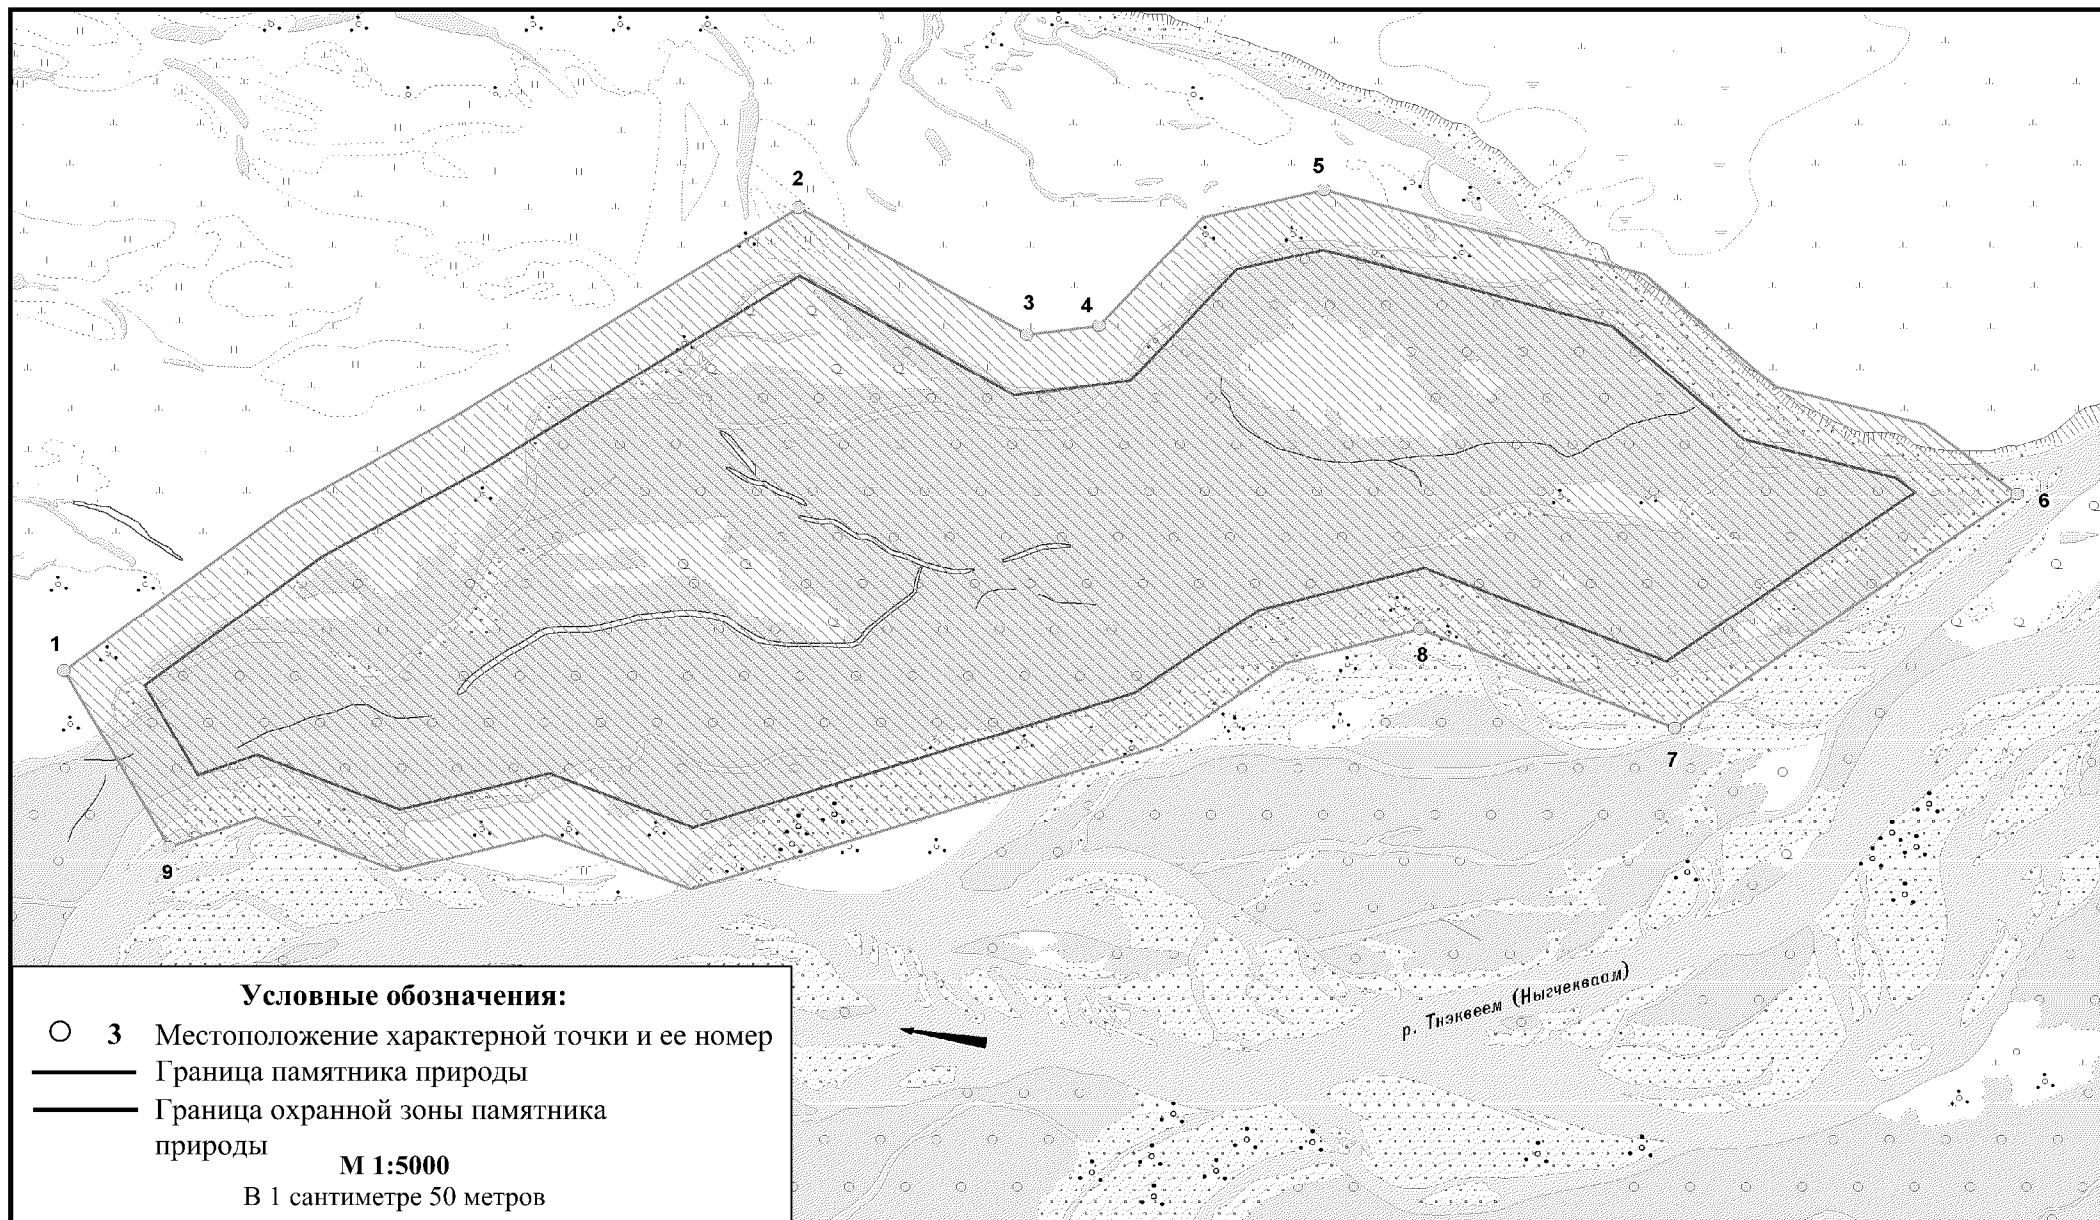 2
5
3
4
6
1
8
7
9
р. Тнэквеем (Ныгчекваам)
Условные обозначения:
3 Местоположение характерной точки и ее номер
Граница памятника природы
Граница охранной зоны памятника
природы
М 1:5000
В 1 сантиметре 50 метров